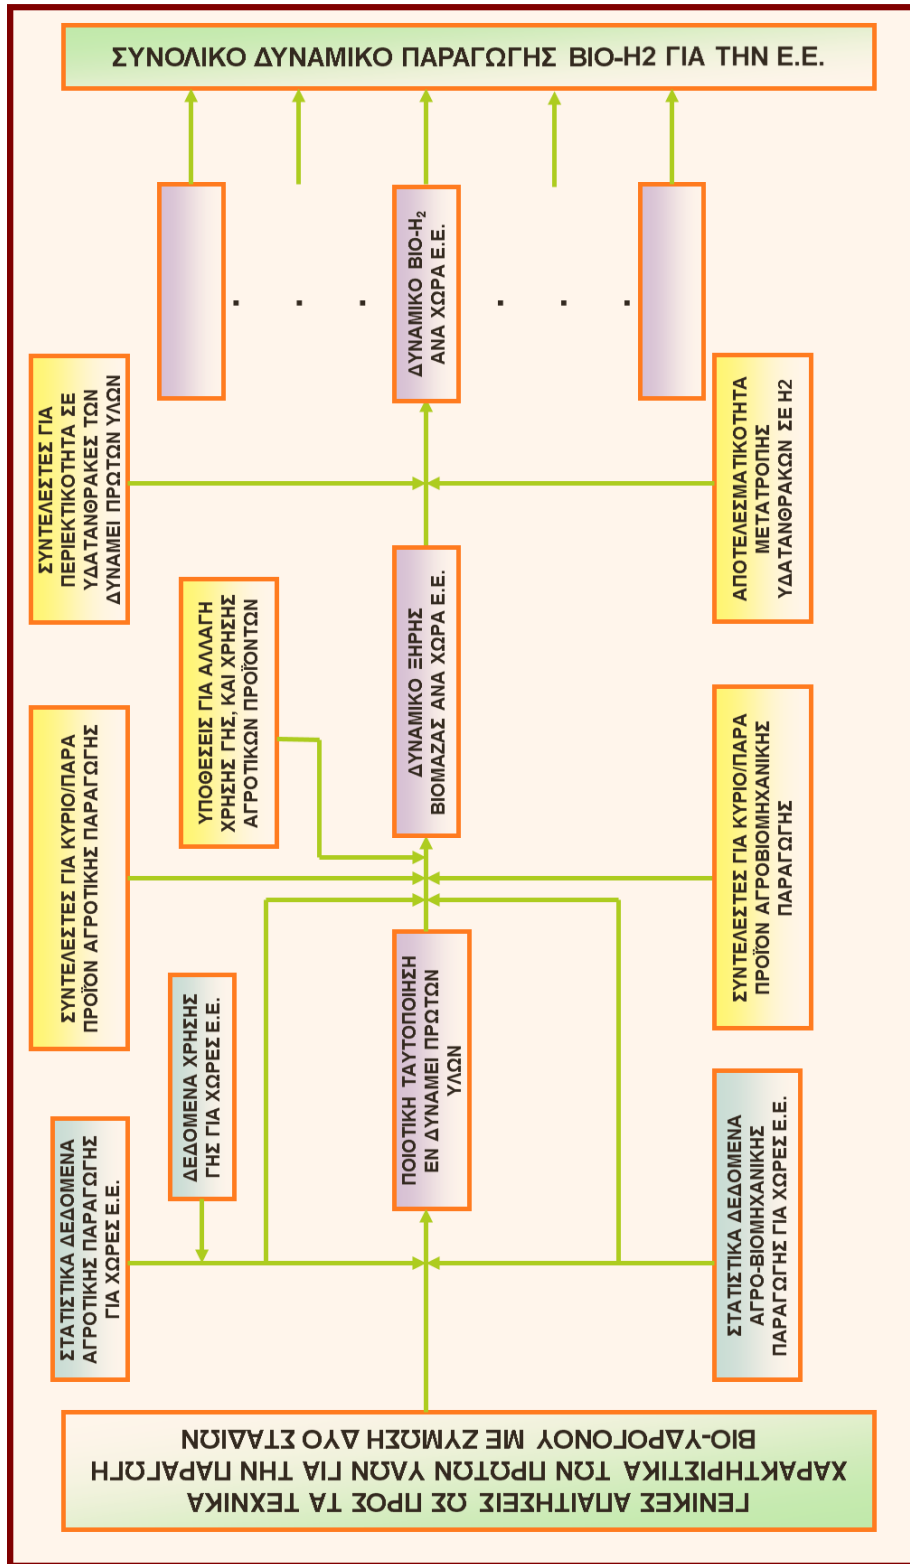 ΓΕΝΙΚΕΣ ΑΠΑΙΤΗΣΕΙΣ ΩΣ ΠΡΟΣ ΤΑ ΤΕΧΝΙΚΑ
ΧΑΡΑΚΤΗΡΙΣΤΙΚΑ ΤΩΝ ΠΡΩΤΩΝ ΥΛΩΝ ΓΙΑ ΤΗΝ ΠΑΡΑΓΩΓΗ
ΒΙΟ-ΥΔΡΟΓΟΝΟΥ ΜΕ ΖΥΜΩΣΗ ΔΥΟ ΣΤΑΔΙΩΝ
ΣΤΑΤΙΣΤΙΚΑ ΔΕΔΟΜΕΝΑ
ΑΓΡΟΤΙΚΗΣ ΠΑΡΑΓΩΓΗΣ
ΓΙΑ ΧΩΡΕΣ Ε.Ε.
ΔΕΔΟΜΕΝΑ ΧΡΗΣΗΣ
ΓΗΣ ΓΙΑ ΧΩΡΕΣ Ε.Ε.
ΣΤΑΤΙΣΤΙΚΑ ΔΕΔΟΜΕΝΑ
ΑΓΡΟ-ΒΙΟΜΗΧΑΝΙΚΗΣ
ΠΑΡΑΓΩΓΗΣ ΓΙΑ ΧΩΡΕΣ Ε.Ε.
ΠΟΙΟΤΙΚΗ ΤΑΥΤΟΠΟΙΗΣΗ
ΕΝ ΔΥΝΑΜΕΙ ΠΡΩΤΩΝ
ΥΛΩΝ
ΣΥΝΤΕΛΕΣΤΕΣ ΓΙΑ ΚΥΡΙΟ/ΠΑΡΑ
ΠΡΟΪΟΝ ΑΓΡΟΤΙΚΗΣ ΠΑΡΑΓΩΓΗΣ
ΥΠΟΘΕΣΕΙΣ ΓΙΑ ΑΛΛΑΓΗ
ΧΡΗΣΗΣ ΓΗΣ, ΚΑΙ ΧΡΗΣΗΣ
ΑΓΡΟΤΙΚΩΝ ΠΡΟΪΟΝΤΩΝ
ΣΥΝΤΕΛΕΣΤΕΣ ΓΙΑ ΚΥΡΙΟ/ΠΑΡΑ
ΠΡΟΪΟΝ ΑΓΡΟΒΙΟΜΗΧΑΝΙΚΗΣ
ΠΑΡΑΓΩΓΗΣ
ΔΥΝΑΜΙΚΟ ΞΗΡΗΣ
ΒΙΟΜΑΖΑΣ ΑΝΑ ΧΩΡΑ Ε.Ε.
ΣΥΝΤΕΛΕΣΤΕΣ ΓΙΑ
ΠΕΡΙΕΚΤΙΚΟΤΗΤΑ ΣΕ
ΥΔΑΤΑΝΘΡΑΚΕΣ ΤΩΝ
ΔΥΝΑΜΕΙ ΠΡΩΤΩΝ ΥΛΩΝ
ΑΠΟΤΕΛΕΣΜΑΤΙΚΟΤΗΤΑ
ΜΕΤΑΤΡΟΠΗΣ
ΥΔΑΤΑΝΘΡΑΚΩΝ ΣΕ Η2
ΔΥΝΑΜΙΚΟ ΒΙΟ-Η₂
ΑΝΑ ΧΩΡΑ Ε.Ε.
ΣΥΝΟΛΙΚΟ ΔΥΝΑΜΙΚΟ ΠΑΡΑΓΩΓΗΣ ΒΙΟ-Η2 ΓΙΑ ΤΗΝ Ε.Ε.